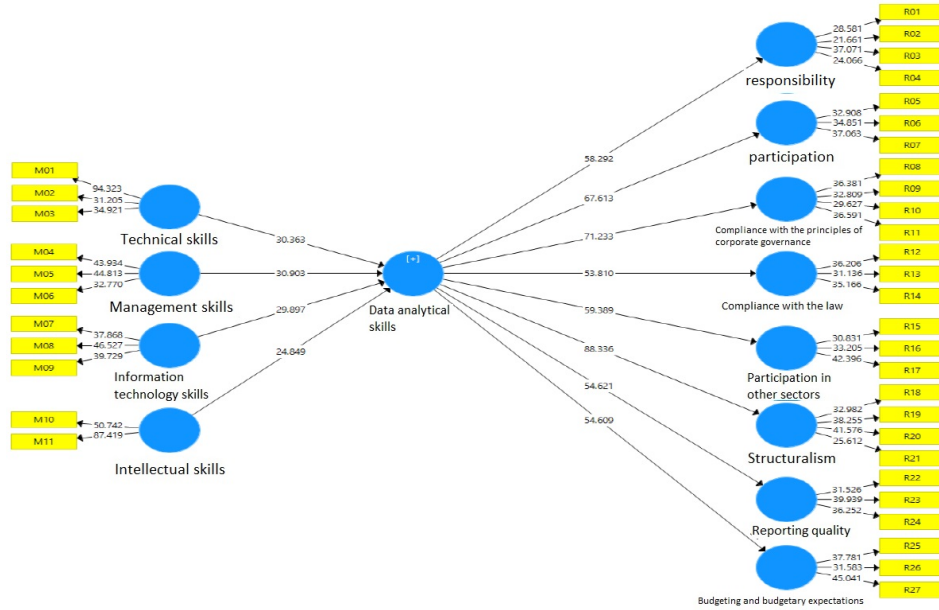 M01
M02
M03
94.323
31.205
34.921
Technical skills
M04
M05
M06
43.934
44.813
32.770
Management skills
M07
M08
M09
37.868
46.527
39.729
Information
technology skills
M10
M11
50.742
87.419
Intellectual skills
30.363
30.903
29.897
24.849
[+]
Data analytical
skills
58.292
67.613
71.233
53.810
59.389
88.336
54.621
54.609
responsibility
28.581
21.661
37.071
24.066
R01
R02
R03
R04
participation
32.908
34.851
37.063
R05
R06
R07
Compliance with the principles of
corporate governance
36.381
32.809
29.627
36.591
R08
R09
R10
R11
Compliance with the law
36.206
31.136
35.166
R12
R13
R14
Participation in
other sectors
30.831
33.205
42.396
R15
R16
R17
Structuralism
32.982
38.255
41.576
25.612
R18
R19
R20
R21
Reporting quality
31.526
39.939
36.252
R22
R23
R24
Budgeting and budgetary expectations
37.781
31.583
45.041
R25
R26
R27